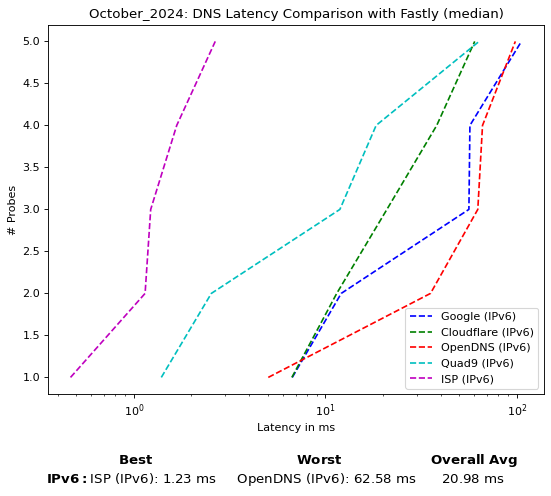 October_2024: DNS Latency Comparison with Fastly (median)
5.0
4.5
4.0
3.5
3.0
2.5
2.0
1.5
1.0
# Probes
Google (IPv6)
Cloudflare (IPv6)
OpenDNS (IPv6)
Quad9 (IPv6)
ISP (IPv6)
10⁰ 10¹ 10²
Latency in ms
Best Worst Overall Avg
IPv6: ISP (IPv6): 1.23 ms OpenDNS (IPv6): 62.58 ms 20.98 ms